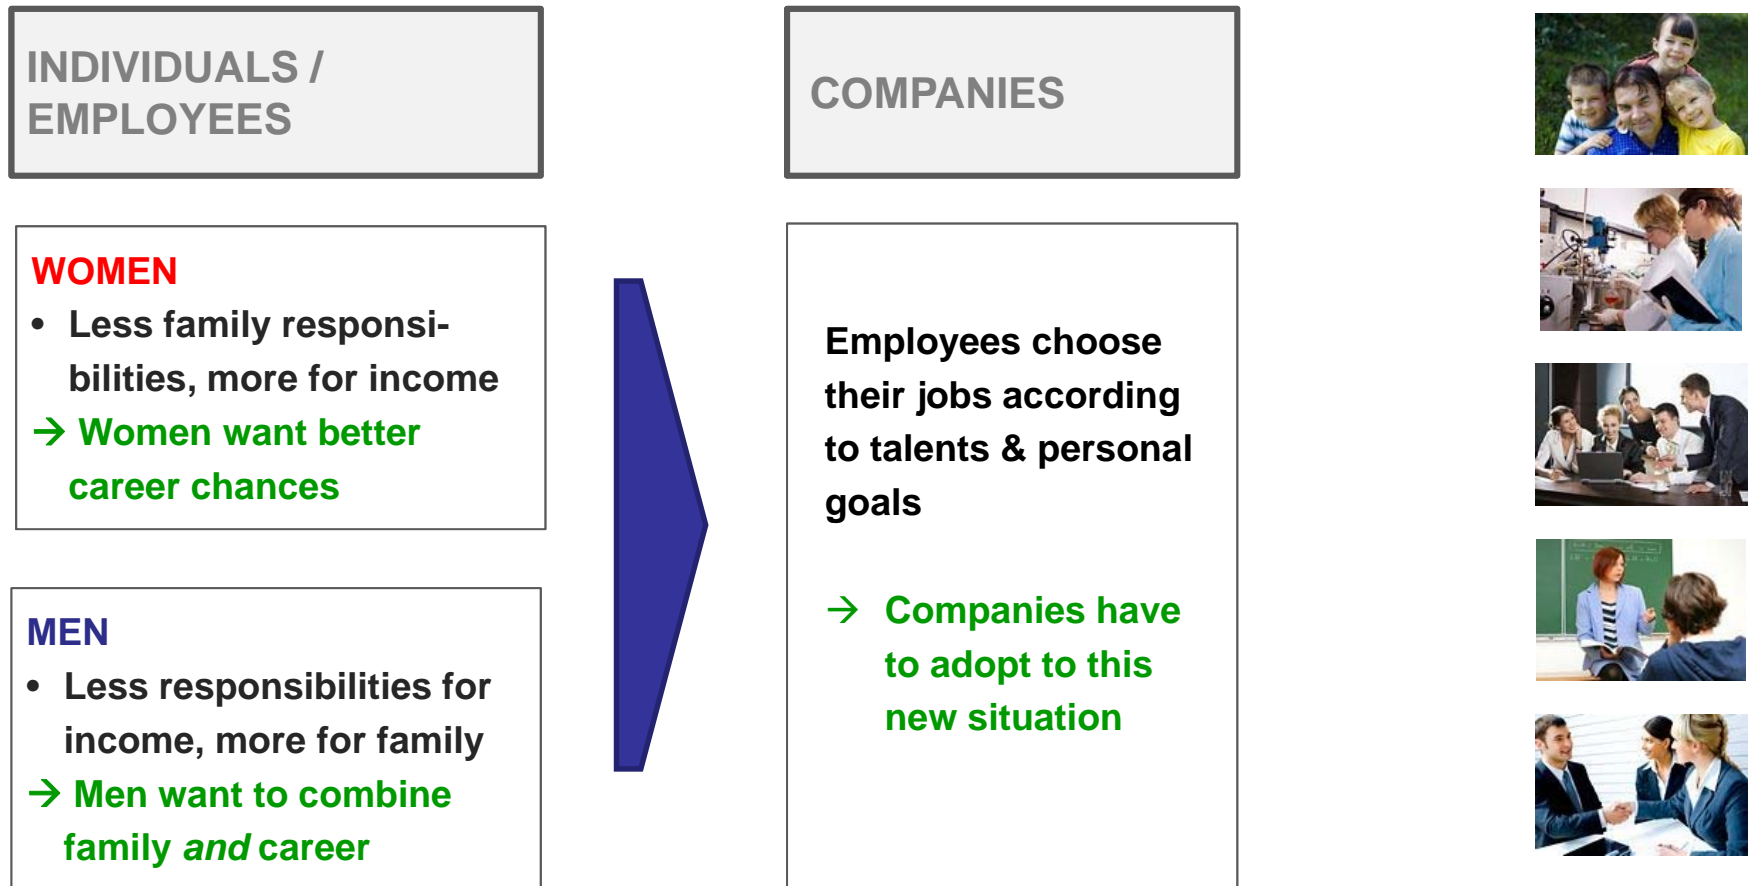 INDIVIDUALS /
EMPLOYEES
WOMEN
• Less family responsi-
bilities, more for income
→ Women want better
career chances
MEN
• Less responsibilities for
income, more for family
→ Men want to combine
family and career
COMPANIES
Employees choose
their jobs according
to talents & personal
goals
→ Companies have
to adopt to this
new situation